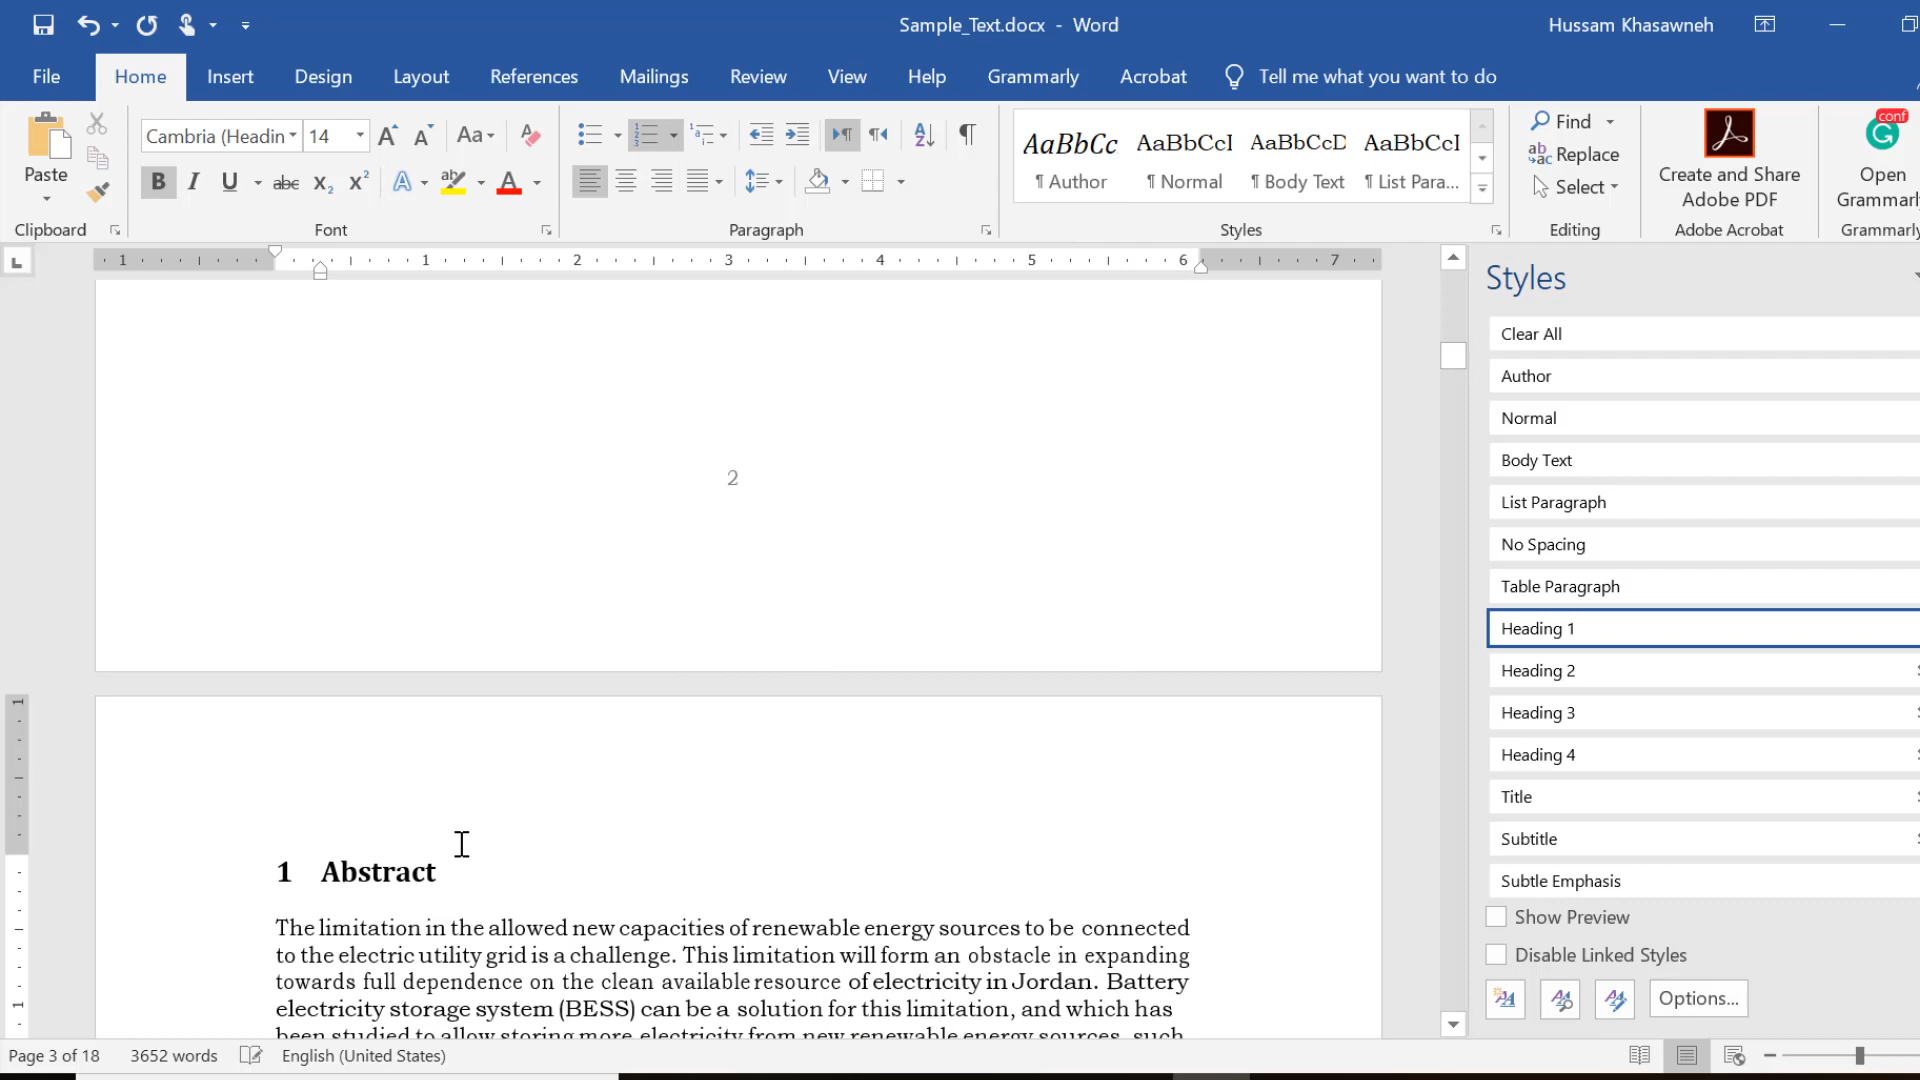 Sample_Text.docx - Word
Hussam Khasawneh
File Home Insert Design Layout References Mailings Review View Help Grammarly Acrobat Tell me what you want to do
Paste
Clipboard
Cambria (Headin 14
Aa
B I U abc X₂ X² A ab A
Font
Paragraph
AaBbCc AaBbCcI AaBbCcD AaBbCcI
¶ Author ¶ Normal ¶ Body Text ¶ List Para...
Styles
Find
Replace
Select
Editing
Create and Share
Adobe PDF
Adobe Acrobat
conf
Open
Grammarly
Grammarly
1 1 2 3 4 5 6 7
2
1 Abstract
The limitation in the allowed new capacities of renewable energy sources to be connected
to the electric utility grid is a challenge. This limitation will form an obstacle in expanding
towards full dependence on the clean available resource of electricity in Jordan. Battery
electricity storage system (BESS) can be a solution for this limitation, and which has
been studied to allow storing more electricity from new renewable energy sources, such
Styles
Clear All
Author
Normal
Body Text
List Paragraph
No Spacing
Table Paragraph
Heading 1
Heading 2
Heading 3
Heading 4
Title
Subtitle
Subtle Emphasis
Show Preview
Disable Linked Styles
Options...
Page 3 of 18 3652 words English (United States)